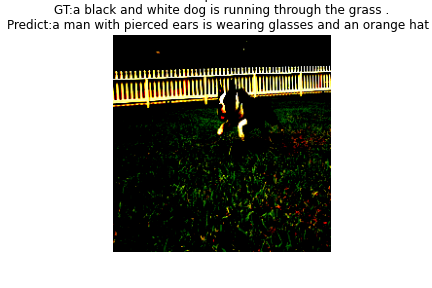 GT:a black and white dog is running through the grass .
Predict:a man with pierced ears is wearing glasses and an orange hat